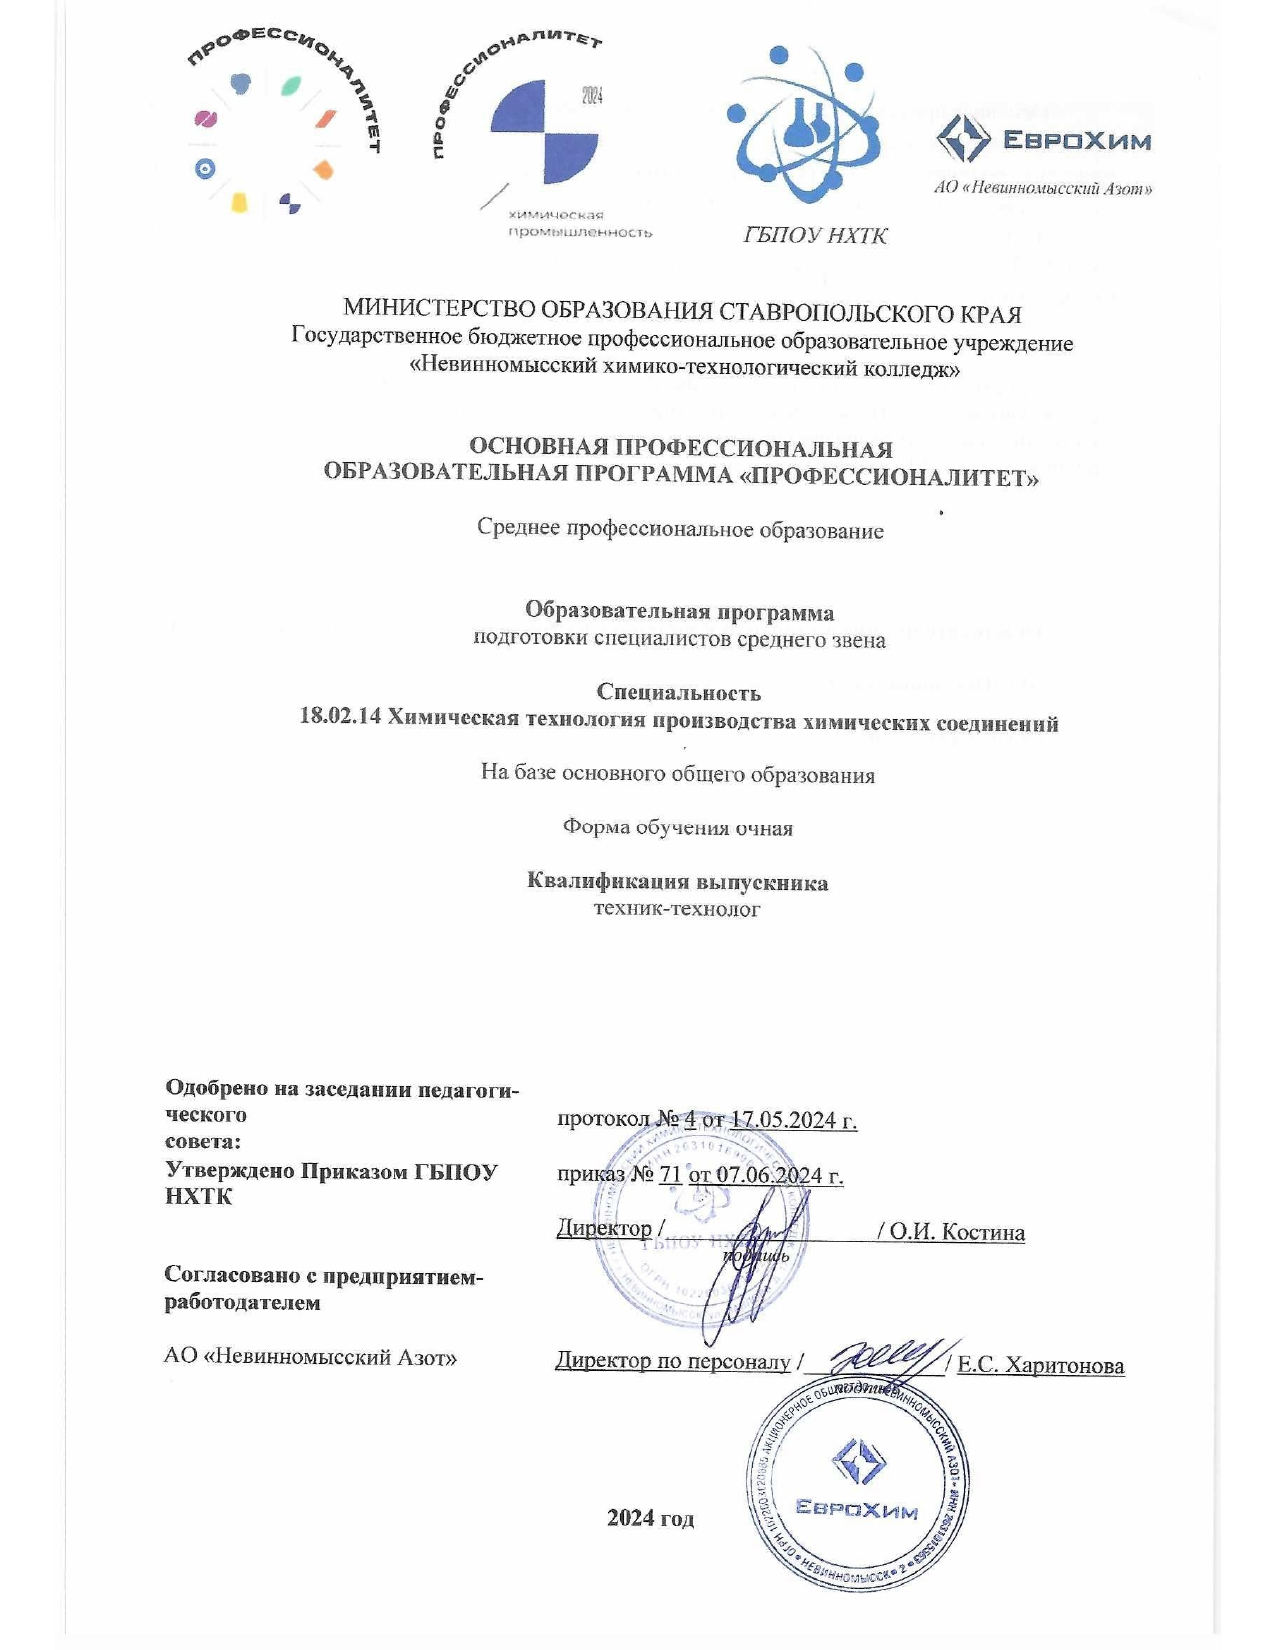 ПРОФЕССИОНАЛИТЕТ
ПРОФЕССИОНАЛИТЕТ
2024
химическая
промышленность
ГБПОУ НХТК
ЕВРОХИМ
АО «Невинномысский Азот»
МИНИСТЕРСТВО ОБРАЗОВАНИЯ СТАВРОПОЛЬСКОГО КРАЯ
Государственное бюджетное профессиональное образовательное учреждение
«Невинномысский химико-технологический колледж»
ОСНОВНАЯ ПРОФЕССИОНАЛЬНАЯ
ОБРАЗОВАТЕЛЬНАЯ ПРОГРАММА «ПРОФЕССИОНАЛИТЕТ»
Среднее профессиональное образование
Образовательная программа
подготовки специалистов среднего звена
Специальность
18.02.14 Химическая технология производства химических соединений
На базе основного общего образования
Форма обучения очная
Квалификация выпускника
техник-технолог
Одобрено на заседании педагоги-
ческого
совета:
протокол № 4 от 17.05.2024 г.
Утверждено Приказом ГБПОУ
НХТК
приказ № 71 от 07.06.2024 г.
Директор / / О.И. Костина
подпись
Согласовано с предприятием-
работодателем
АО «Невинномысский Азот»
Директор по персоналу / / Е.С. Харитонова
ЕВРОХИМ
2024 год